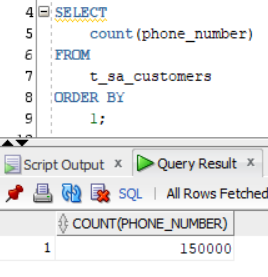 4 SELECT
5 count(phone_number)
6 FROM
7 t_sa_customers
8 ORDER BY
9 1;
Script Output x Query Result x
SQL | All Rows Fetched
COUNT(PHONE_NUMBER)
1 150000